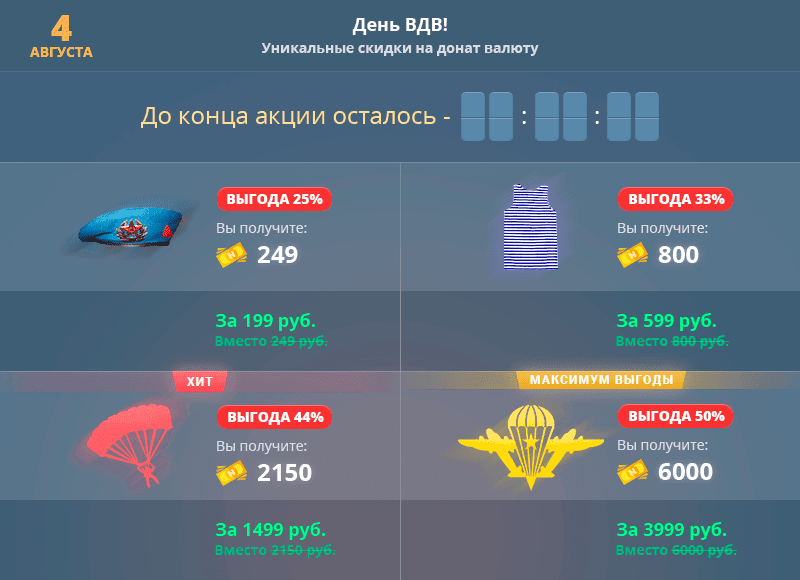 4
АВГУСТА
День ВДВ!
Уникальные скидки на донат валюту
До конца акции осталось - : :
ВЫГОДА 25%
Вы получите:
249
За 199 руб.
Вместо 249 руб.
ВЫГОДА 33%
Вы получите:
800
За 599 руб.
Вместо 800 руб.
ХИТ
ВЫГОДА 44%
Вы получите:
2150
За 1499 руб.
Вместо 2150 руб.
МАКСИМУМ ВЫГОДЫ
ВЫГОДА 50%
Вы получите:
6000
За 3999 руб.
Вместо 6000 руб.